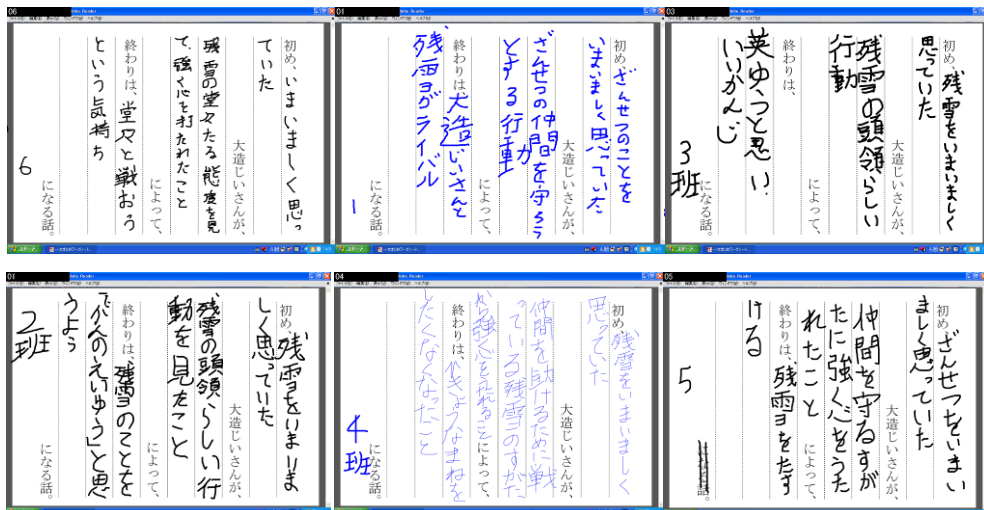 06
初め、いまいましく思っ
ていた
大造じいさんが、
残雪の堂々たる態度を見
て、強く心を打たれたこと
によって、
終わりは、堂々と戦おう
という気持ち
になる話。
6
01
初め、ざんせつのことを
いまいましく思っていた
大造じいさんが、
ざんせつの仲間を守ろう
とする行動
によって、
終わりは、大造じいさんと
残雪がライバル
になる話。
1
03
初め、残雪をいまいましく
思っていた
大造じいさんが、
残雪の頭領らしい
行動
によって、
終わりは、
英ゆうと思い
いいかんじ
になる話。
3班
01
初め、残雪をいまいま
しく思っていた
大造じいさんが、
残雪の頭領らしい行
動を見たこと
によって、
終わりは、残雪のことを
「がんのえいゆう」と思
うよう
になる話。
2班
04
初め、残雪をいまいましく
思っていた
大造じいさんが、
仲間を助けるために戦
っている残雪のすがた
から強く心をうたれること
によって、
終わりは、ひきょうなまねを
したくなくなったこと
になる話。
4班
05
初め、ざんせつをいまい
ましく思っていた
大造じいさんが、
仲間を守るすが
たに強く心をうた
れたこと
によって、
終わりは、残雪をたす
ける
話。
5